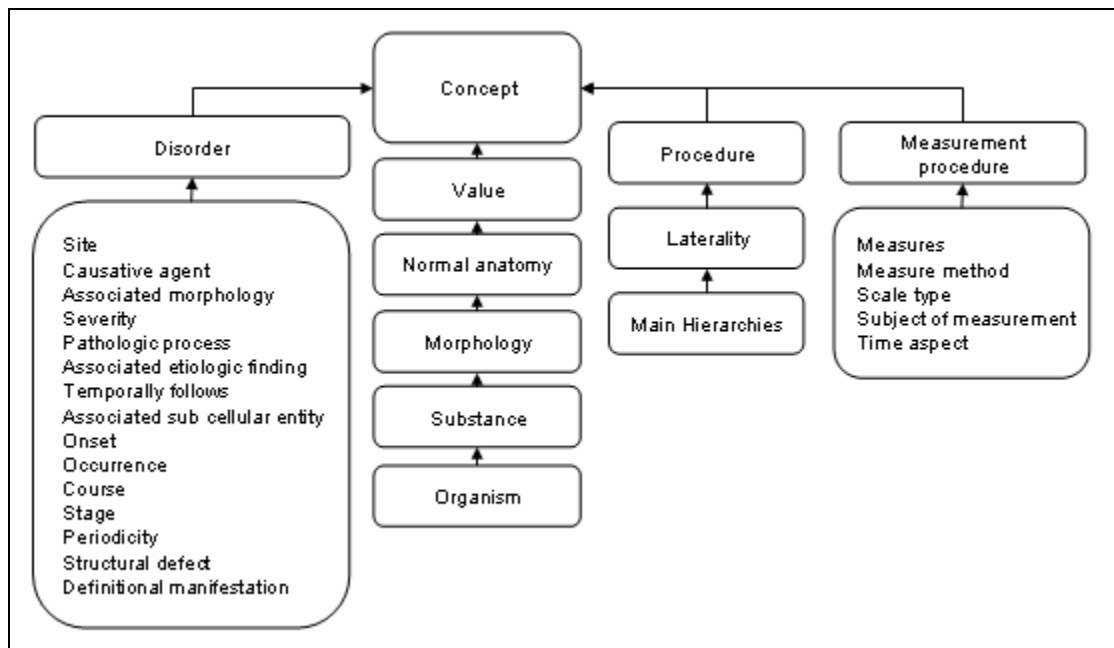 Concept
Disorder
Procedure
Measurement
procedure
Value
Laterality
Normal anatomy
Main Hierarchies
Morphology
Substance
Organism
Site
Causative agent
Associated morphology
Severity
Pathologic process
Associated etiologic finding
Temporally follows
Associated sub cellular entity
Onset
Occurrence
Course
Stage
Periodicity
Structural defect
Definitional manifestation
Measures
Measure method
Scale type
Subject of measurement
Time aspect